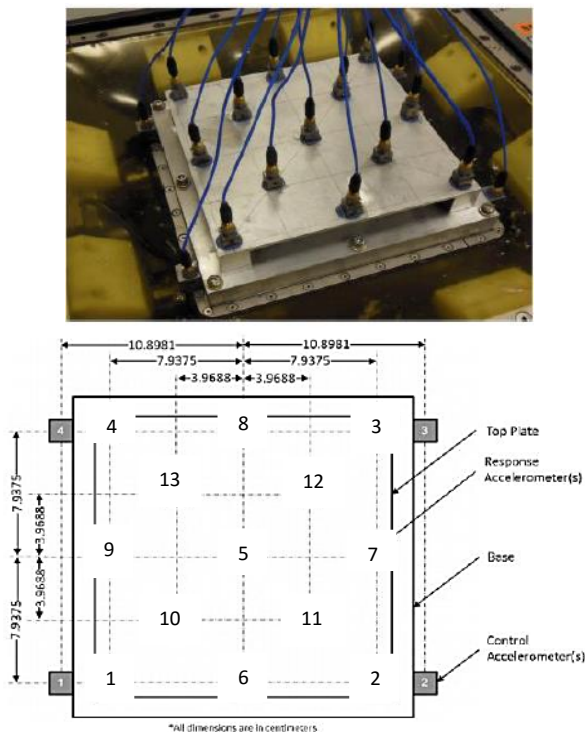 10.8981 10.8981
7.9375 7.9375
3.9688 3.9688
4 4 8 3 3
Top Plate
13 12
Response
Accelerometer(s)
7.9375
3.9688
9 5 7
Base
3.9688
7.9375
10 11
Control
Accelerometer(s)
1 1 6 2 2
*All dimensions are in centimeters